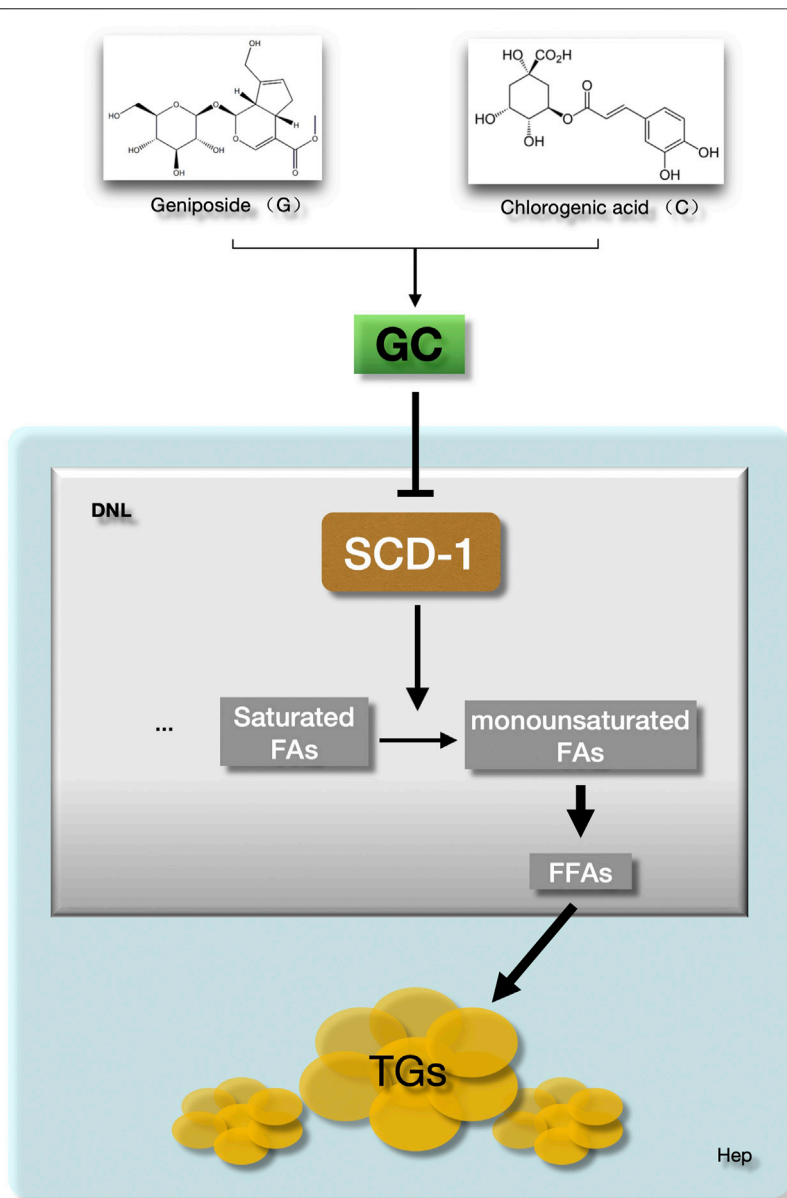 OH
HO
O
O
H
HO
OH
OH
H
O
O
O
HO
CO₂H
O
HO
O
OH
OH
OH
Geniposide （G）
Chlorogenic acid （C）
GC
DNL
SCD-1
...
Saturated
FAs
monounsaturated
FAs
FFAs
TGs
Hep